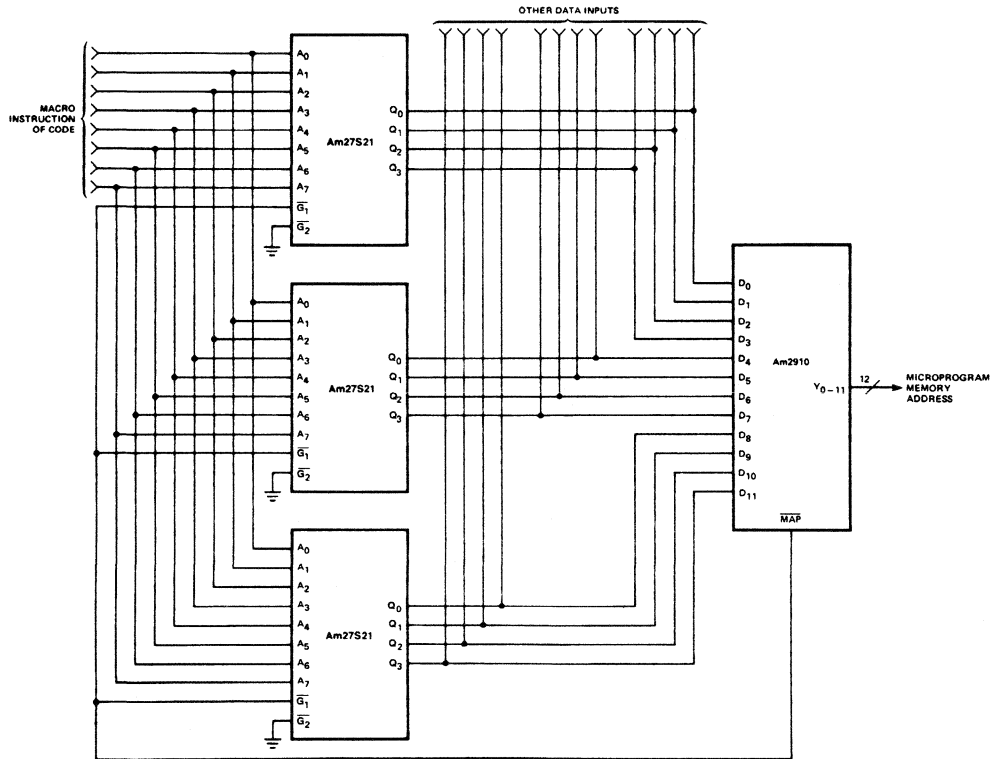 OTHER DATA INPUTS
MACRO
INSTRUCTION
OF CODE
A0
A1
A2
A3
A4
A5
A6
A7
G1
G2
Am27S21
Q0
Q1
Q2
Q3
A0
A1
A2
A3
A4
A5
A6
A7
G1
G2
Am27S21
Q0
Q1
Q2
Q3
A0
A1
A2
A3
A4
A5
A6
A7
G1
G2
Am27S21
Q0
Q1
Q2
Q3
D0
D1
D2
D3
D4
D5
D6
D7
D8
D9
D10
D11
Am2910
Y0-11
MAP
12
MICROPROGRAM
MEMORY
ADDRESS